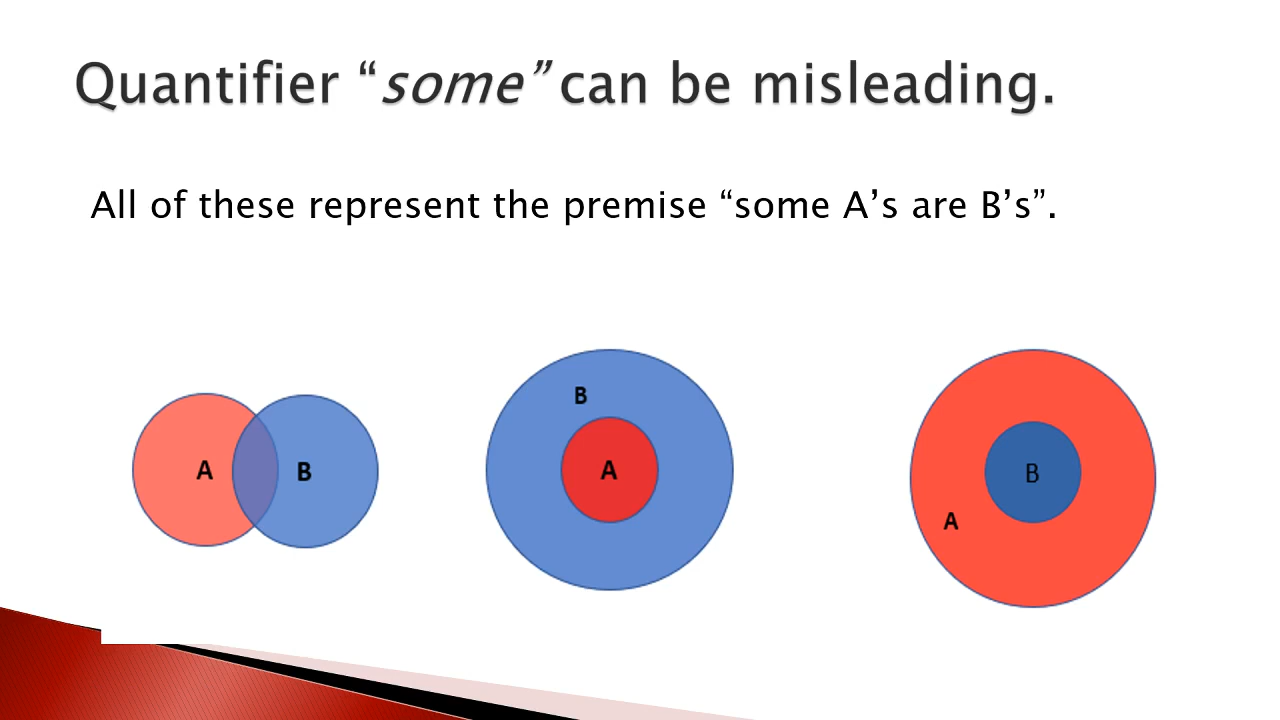 Quantifier “some” can be misleading.
All of these represent the premise “some A’s are B’s”.
A
B
B
A
B
A